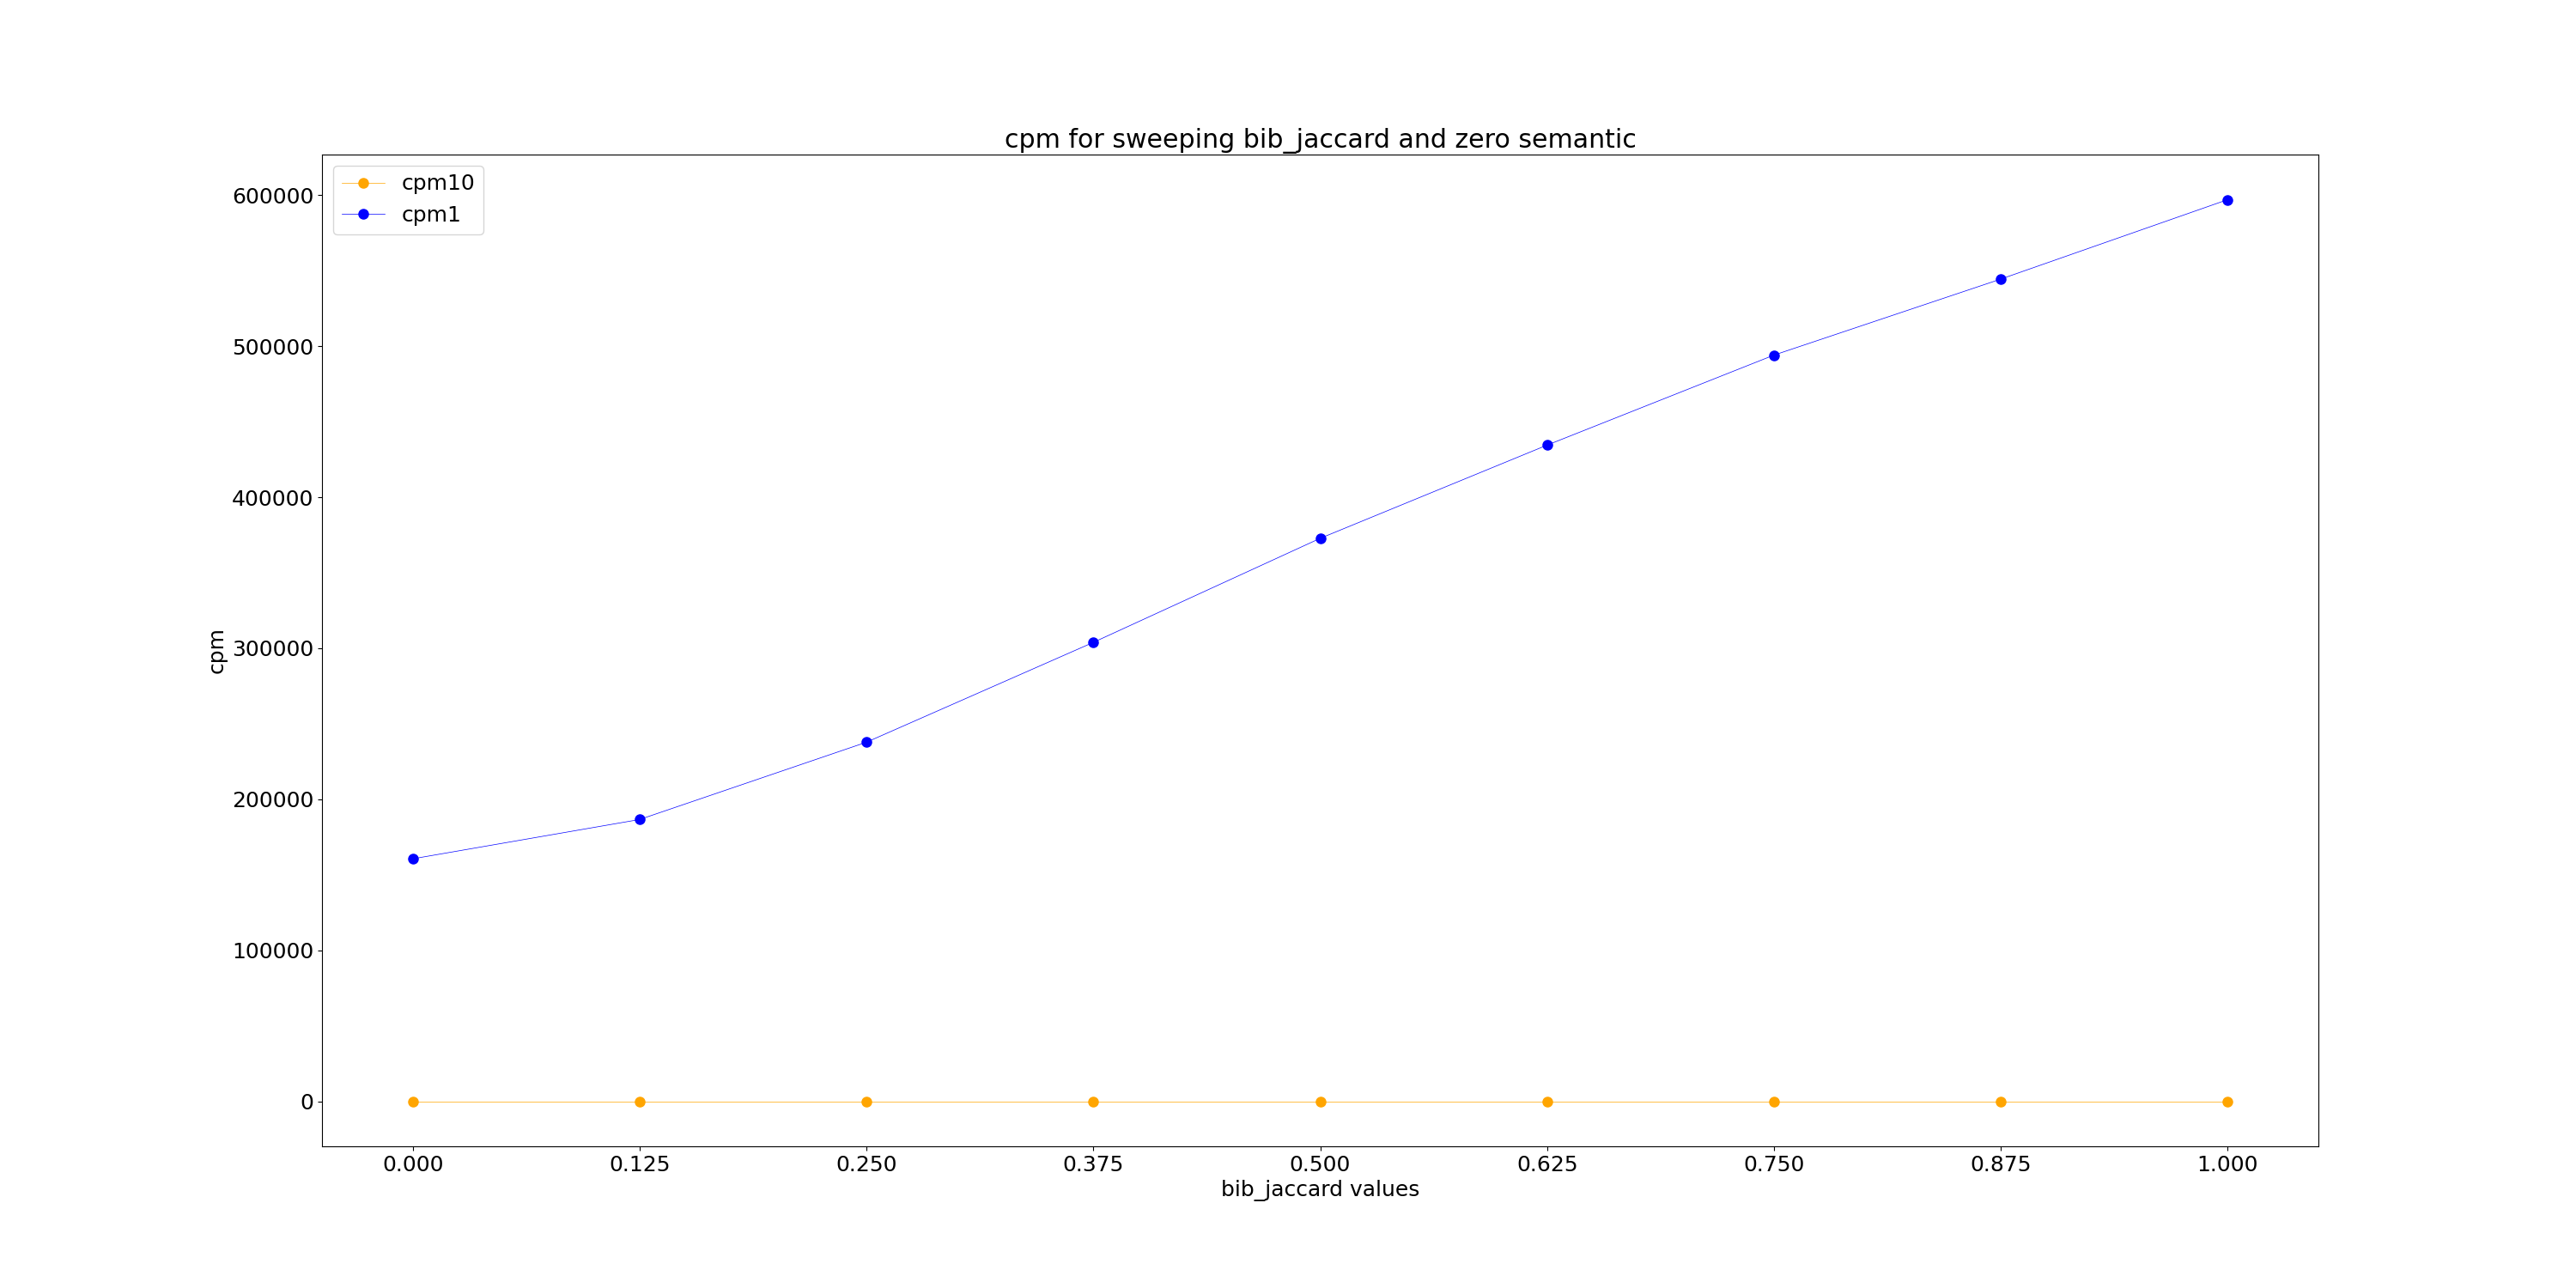 cpm for sweeping bib_jaccard and zero semantic
cpm10
cpm1
600000
500000
400000
300000
200000
100000
0
cpm
0.000 0.125 0.250 0.375 0.500 0.625 0.750 0.875 1.000
bib_jaccard values